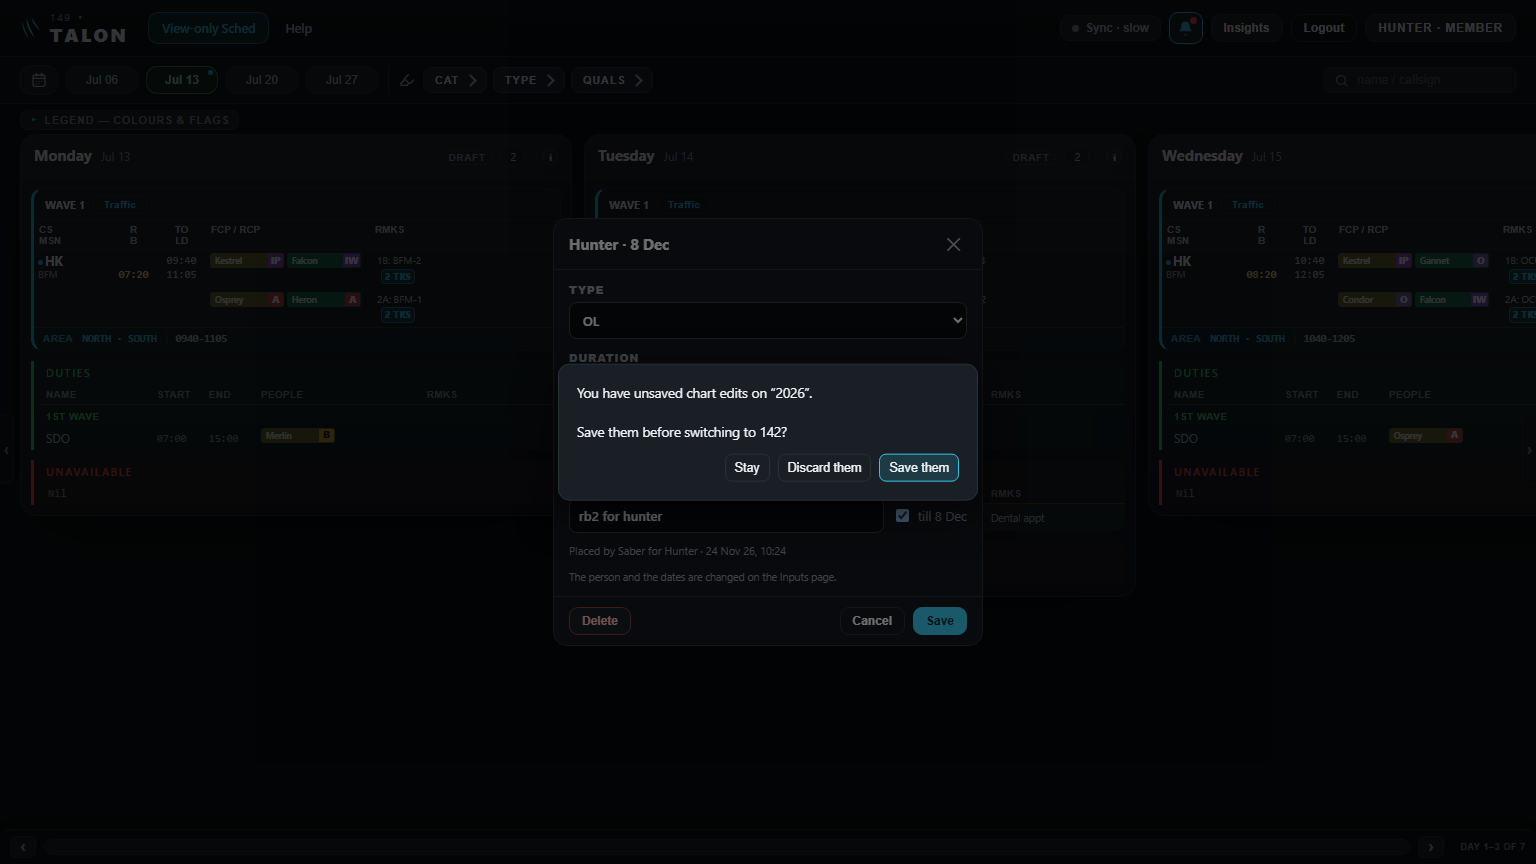 149 ▾
TALON
View-only Sched
Help
Sync · slow
Insights
Logout
HUNTER · MEMBER
Jul 06
Jul 13
Jul 20
Jul 27
CAT
TYPE
QUALS
name / callsign
LEGEND — COLOURS & FLAGS
Monday Jul 13
DRAFT 2 i
WAVE 1 Traffic
CS R TO FCP / RCP RMKS
MSN B LD
HK 09:40 Kestrel IP Falcon IW 1B: BFM-2
BFM 07:20 11:05 2 TKS
Osprey A Heron A 2A: BFM-1
2 TKS
AREA NORTH - SOUTH 0940-1105
DUTIES
NAME START END PEOPLE RMKS
1ST WAVE
SDO 07:00 15:00 Merlin B
UNAVAILABLE
Nil
Tuesday Jul 14
DRAFT 2 i
WAVE 1 Traffic
RMKS
RMKS
Dental appt
Wednesday Jul 15
WAVE 1 Traffic
CS R TO FCP / RCP RMKS
MSN B LD
HK 10:40 Kestrel IP Gannet O
BFM 08:20 12:05
Condor O Falcon IW
AREA NORTH - SOUTH 1040-1205
DUTIES
NAME START END PEOPLE
1ST WAVE
SDO 07:00 15:00 Osprey A
UNAVAILABLE
Nil
Hunter · 8 Dec
TYPE
OL
DURATION
You have unsaved chart edits on “2026”.
Save them before switching to 142?
Stay
Discard them
Save them
rb2 for hunter
till 8 Dec
Placed by Saber for Hunter · 24 Nov 26, 10:24
The person and the dates are changed on the Inputs page.
Delete
Cancel
Save
DAY 1–3 OF 7